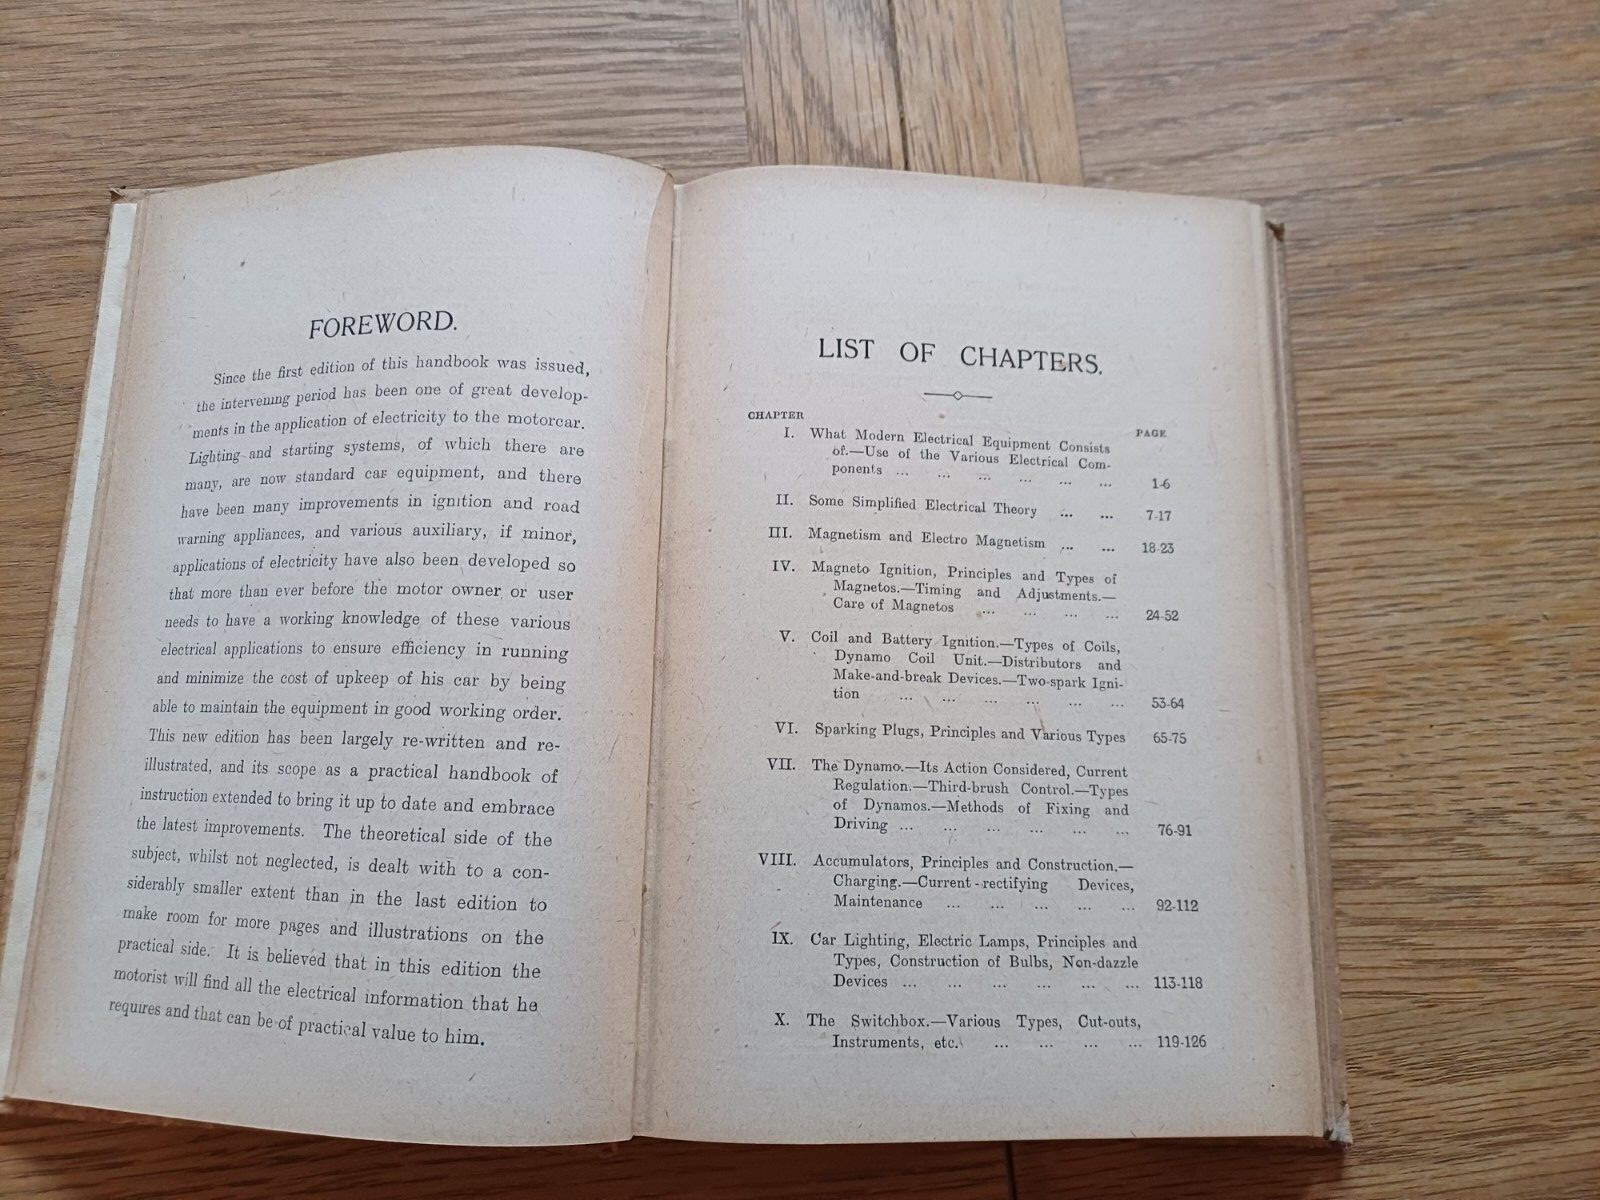 FOREWORD.
Since the first edition of this handbook was issued,
the intervening period has been one of great develop-
ments in the application of electricity to the motorcar.
Lighting and starting systems, of which there are
many, are now standard car equipment, and there
have been many improvements in ignition and road
warning appliances, and various auxiliary, if minor,
applications of electricity have also been developed so
that more than ever before the motor owner or user
needs to have a working knowledge of these various
electrical applications to ensure efficiency in running
and minimize the cost of upkeep of his car by being
able to maintain the equipment in good working order.
This new edition has been largely re-written and re-
illustrated, and its scope as a practical handbook of
instruction extended to bring it up to date and embrace
the latest improvements. The theoretical side of the
subject, whilst not neglected, is dealt with to a con-
siderably smaller extent than in the last edition to
make room for more pages and illustrations on the
practical side. It is believed that in this edition the
motorist will find all the electrical information that he
requires and that can be of practical value to him.
LIST OF CHAPTERS.
CHAPTER PAGE
I. What Modern Electrical Equipment Consists
of.—Use of the Various Electrical Com-
ponents ... ... ... ... ... 1-6
II. Some Simplified Electrical Theory ... ... 7-17
III. Magnetism and Electro Magnetism ... ... 18-23
IV. Magneto Ignition, Principles and Types of
Magnetos.—Timing and Adjustments.—
Care of Magnetos ... ... ... ... 24-52
V. Coil and Battery Ignition.—Types of Coils,
Dynamo Coil Unit.—Distributors and
Make-and-break Devices.—Two-spark Igni-
tion ... ... ... ... ... ... 53-64
VI. Sparking Plugs, Principles and Various Types 65-75
VII. The Dynamo.—Its Action Considered, Current
Regulation.—Third-brush Control.—Types
of Dynamos.—Methods of Fixing and
Driving ... ... ... ... ... ... 76-91
VIII. Accumulators, Principles and Construction.—
Charging.—Current-rectifying Devices,
Maintenance ... ... ... ... ... 92-112
IX. Car Lighting, Electric Lamps, Principles and
Types, Construction of Bulbs, Non-dazzle
Devices ... ... ... ... ... ... 113-118
X. The Switchbox.—Various Types, Cut-outs,
Instruments, etc. ... ... ... ... 119-126